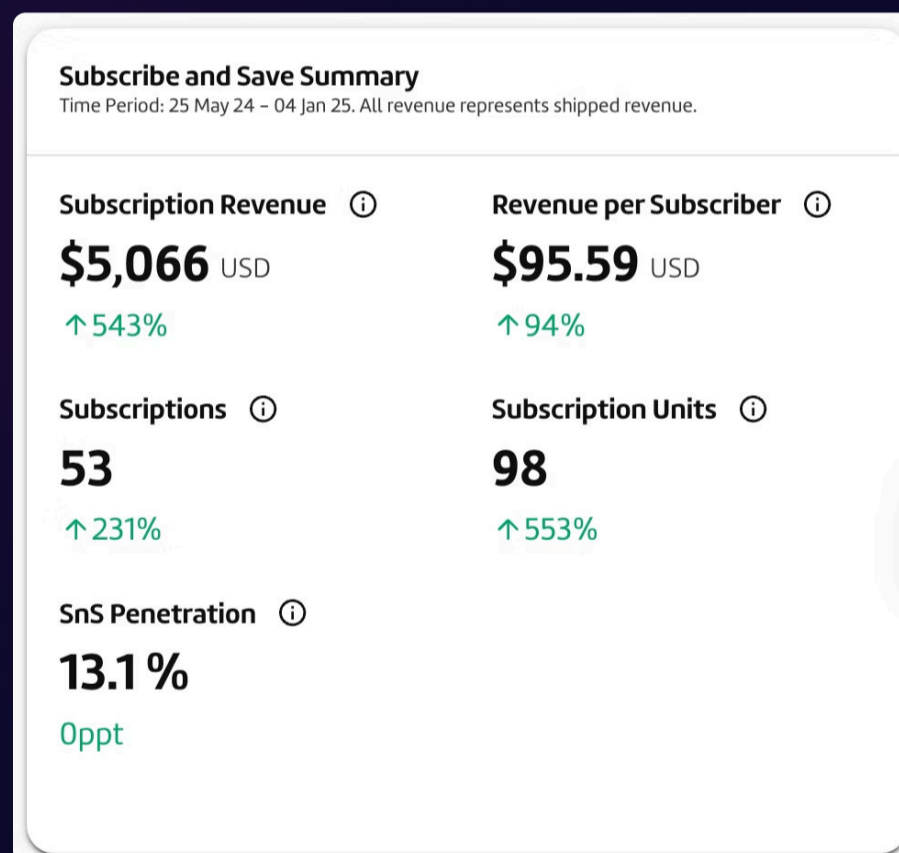 Subscribe and Save Summary
Time Period: 25 May 24 – 04 Jan 25. All revenue represents shipped revenue.
Subscription Revenue
$5,066 USD
↑543%
Revenue per Subscriber
$95.59 USD
↑94%
Subscriptions
53
↑231%
Subscription Units
98
↑553%
SnS Penetration
13.1%
0ppt